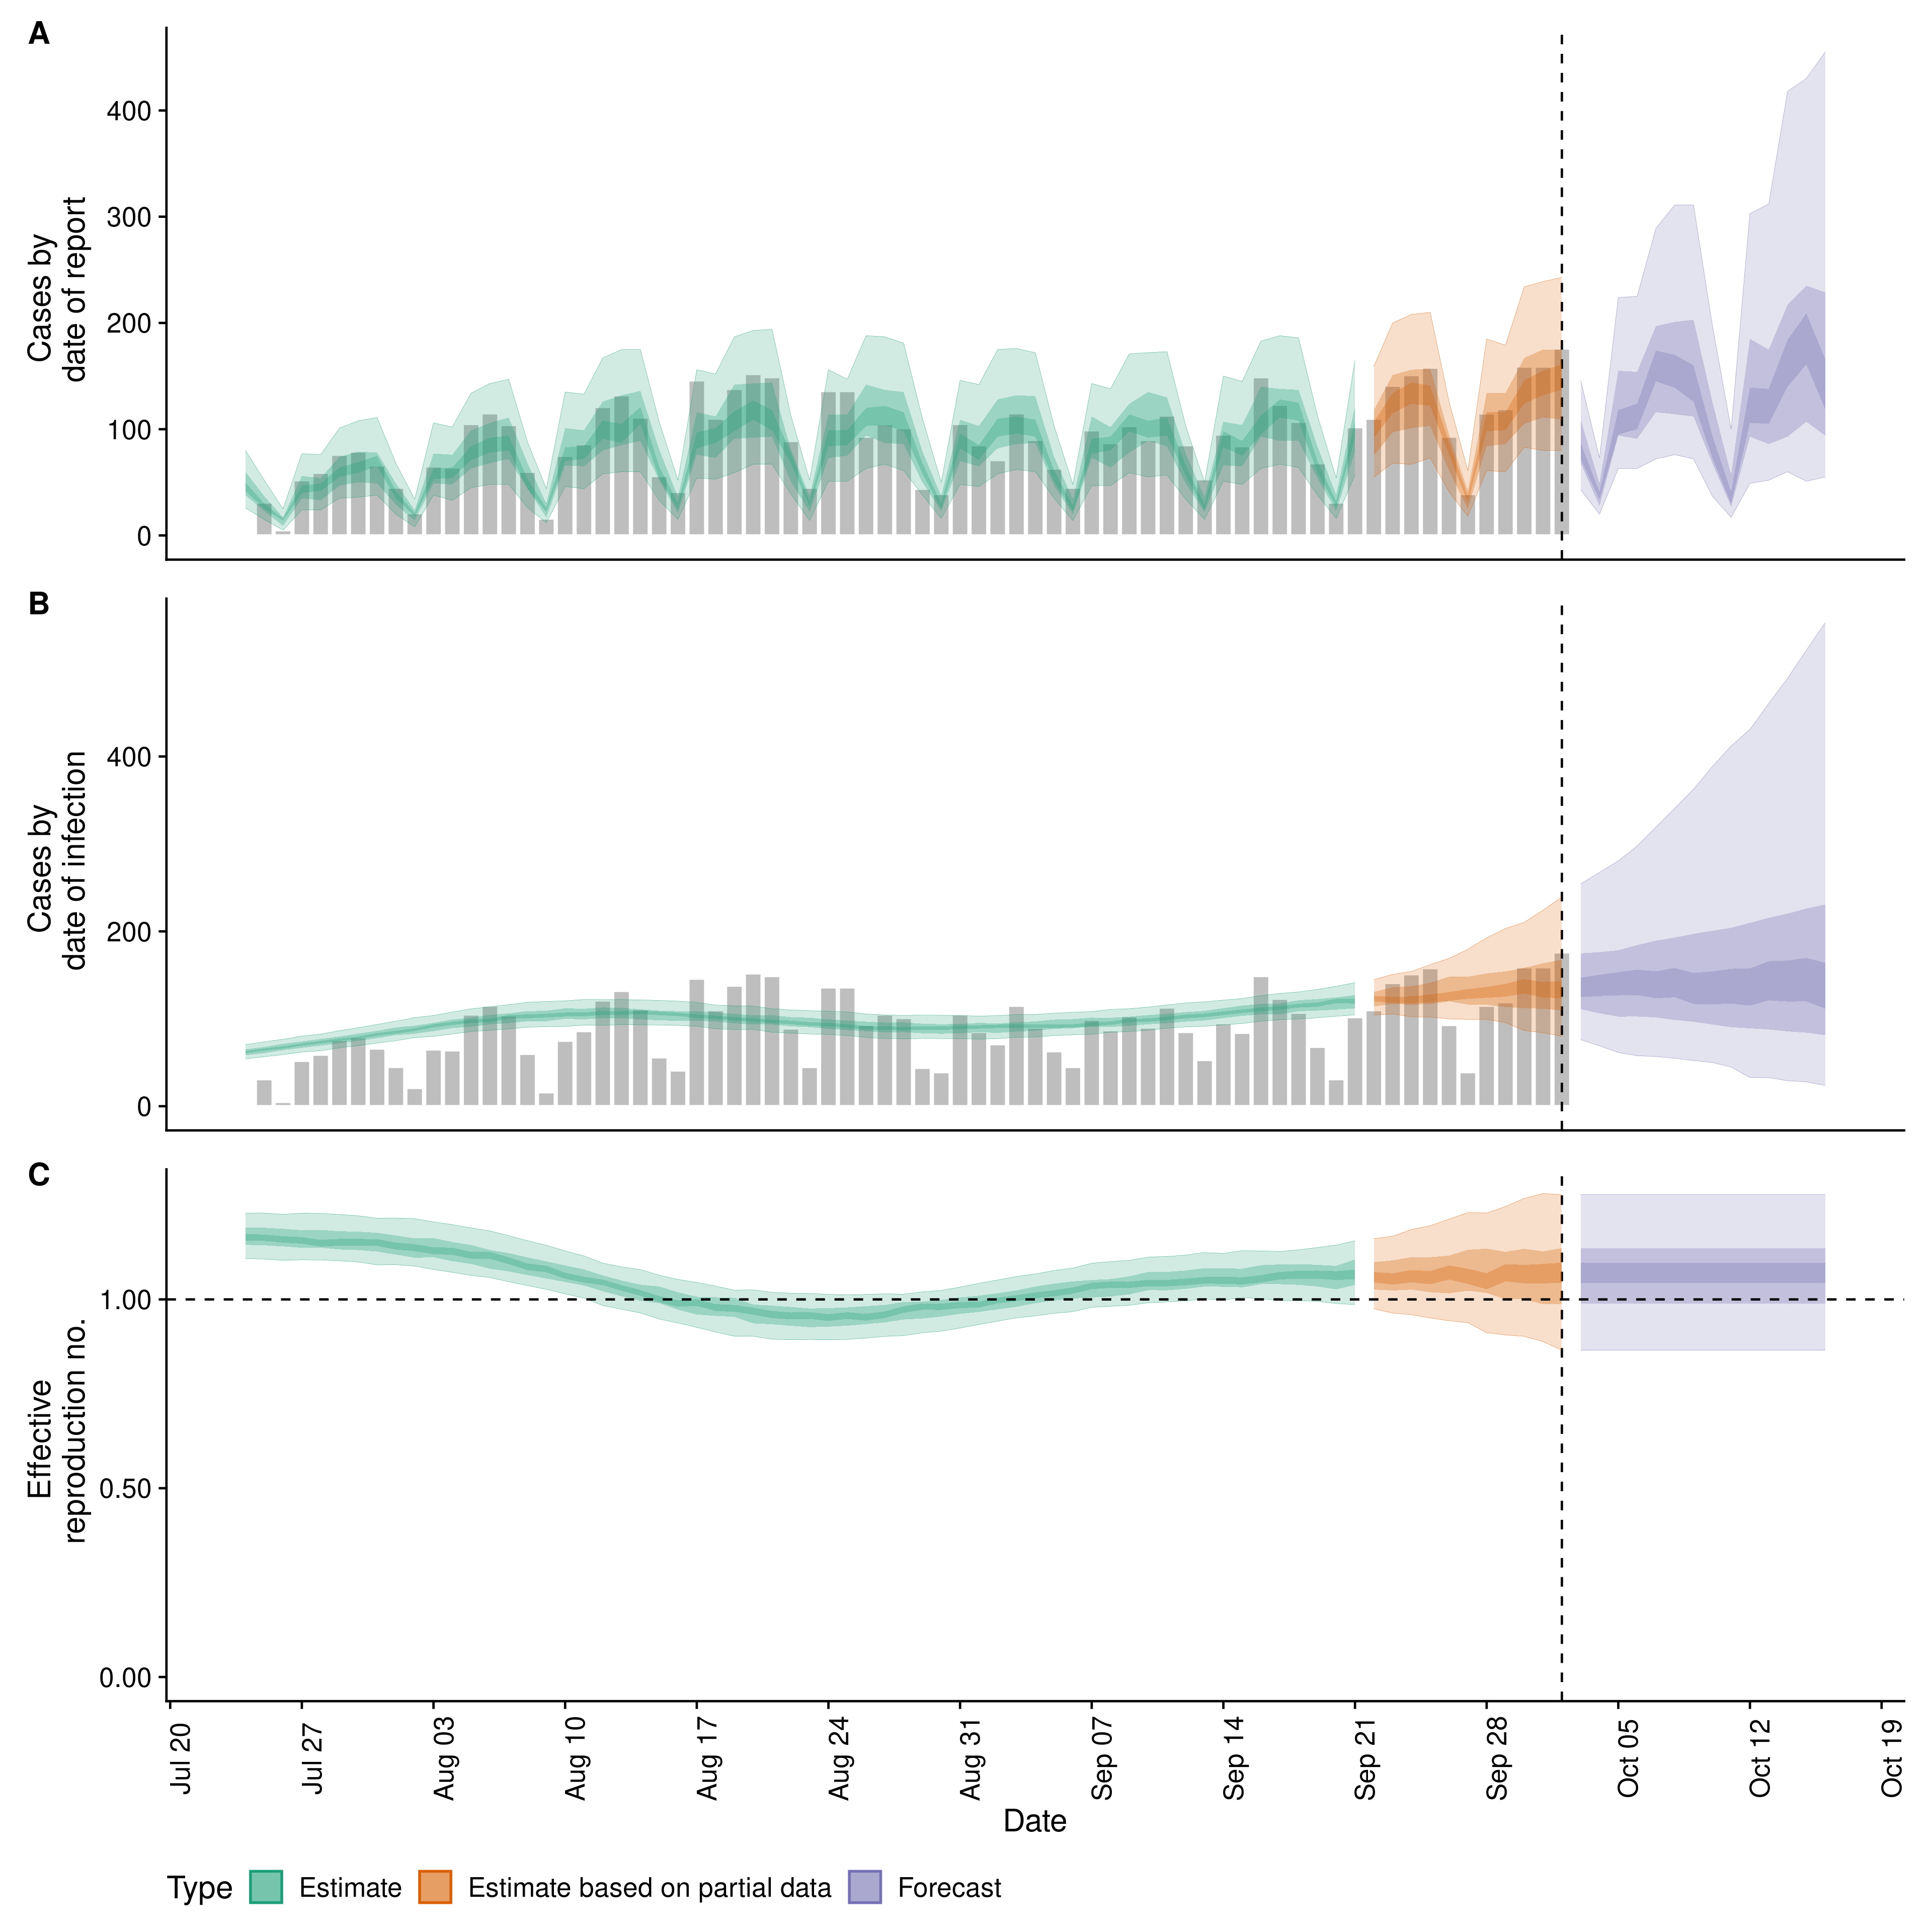 A
400
300
200
100
0
Cases by
date of report
B
400
200
0
Cases by
date of infection
C
1.00
0.50
0.00
Effective
reproduction no.
Jul 20
Jul 27
Aug 03
Aug 10
Aug 17
Aug 24
Aug 31
Sep 07
Sep 14
Sep 21
Sep 28
Oct 05
Oct 12
Oct 19
Date
Type Estimate Estimate based on partial data Forecast